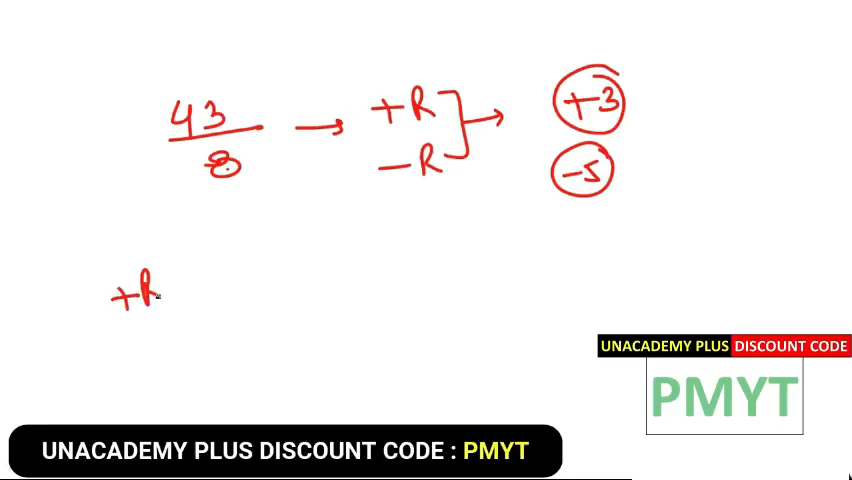 43
8
→ +R
- R
→ +3
-5
+R
UNACADEMY PLUS DISCOUNT CODE
PMYT
UNACADEMY PLUS DISCOUNT CODE : PMYT